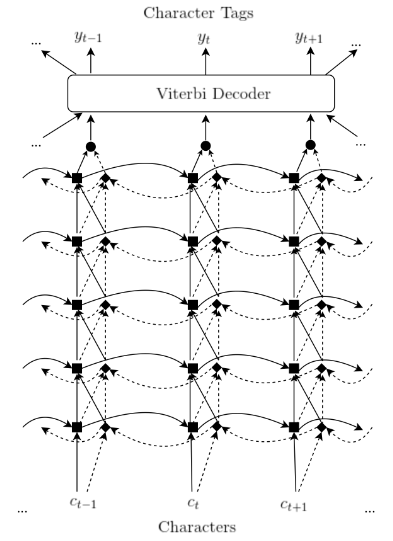 Character Tags
... y_{t-1} y_t y_{t+1} ...
Viterbi Decoder
... ...
c_{t-1} c_t c_{t+1}
... ...
Characters